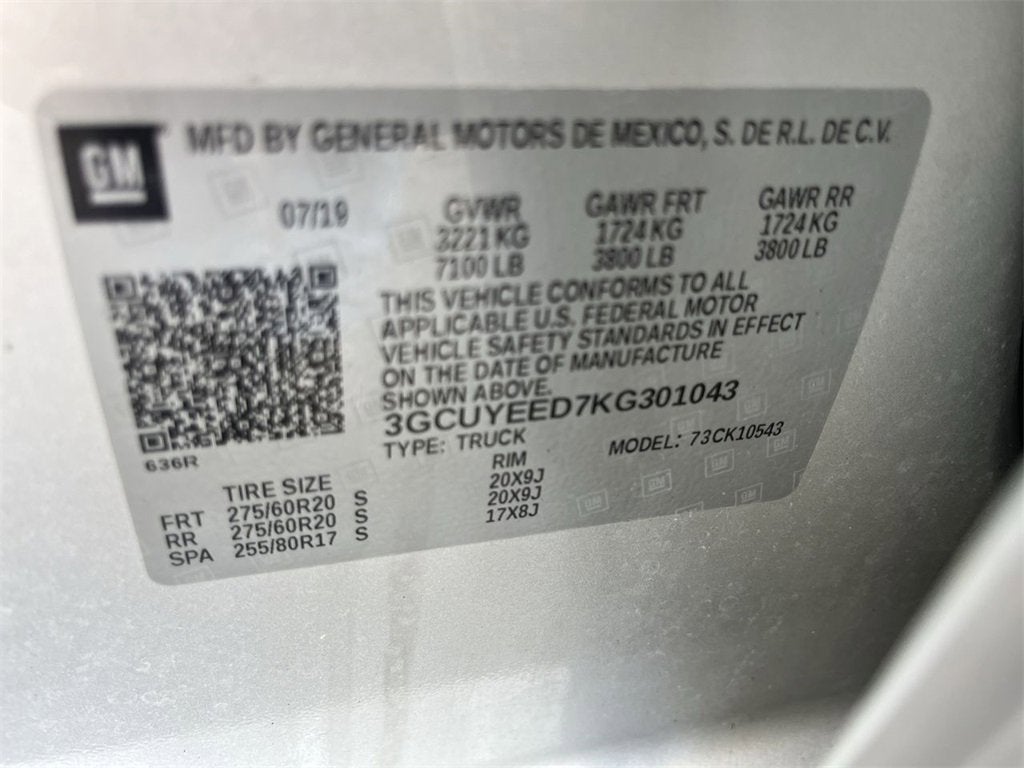 GM MFD BY GENERAL MOTORS DE MEXICO, S. DE R.L. DE C.V.
07/19 GVWR GAWR FRT GAWR RR
3221 KG 1724 KG 1724 KG
7100 LB 3800 LB 3800 LB
THIS VEHICLE CONFORMS TO ALL
APPLICABLE U.S. FEDERAL MOTOR
VEHICLE SAFETY STANDARDS IN EFFECT
ON THE DATE OF MANUFACTURE
SHOWN ABOVE.
3GCUYEED7KG301043
TYPE: TRUCK MODEL: 73CK10543
636R
TIRE SIZE RIM
FRT 275/60R20 S 20X9J
RR 275/60R20 S 20X9J
SPA 255/80R17 S 17X8J